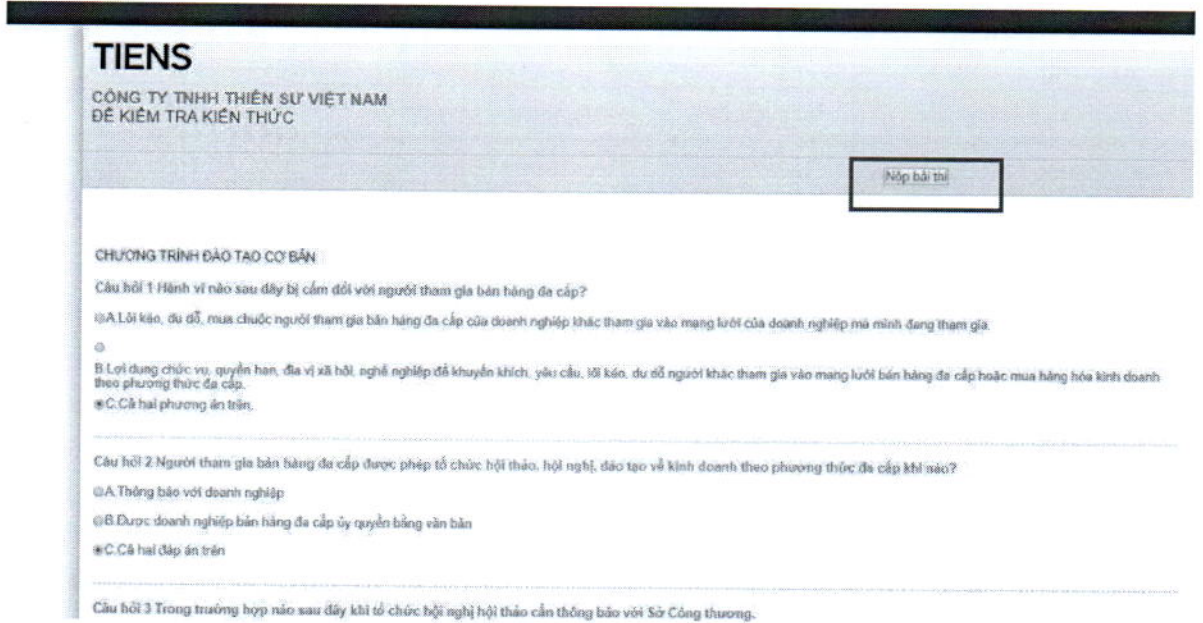 TIENS
CÔNG TY TNHH THIÊN SƯ VIỆT NAM
ĐỀ KIỂM TRA KIẾN THỨC
Nộp bài thi
CHƯƠNG TRÌNH ĐÀO TẠO CƠ BẢN
Câu hỏi 1 Hành vi nào sau đây bị cấm đối với người tham gia bán hàng đa cấp?
A.Lôi kéo, dụ dỗ, mua chuộc người tham gia bán hàng đa cấp của doanh nghiệp khác tham gia vào mạng lưới của doanh nghiệp mà mình đang tham gia.
B.Lợi dụng chức vụ, quyền hạn, địa vị xã hội, nghề nghiệp để khuyến khích, yêu cầu, lôi kéo, dụ dỗ người khác tham gia vào mạng lưới bán hàng đa cấp hoặc mua hàng hóa kinh doanh
theo phương thức đa cấp.
C.Cả hai phương án trên.
Câu hỏi 2 Người tham gia bán hàng đa cấp được phép tổ chức hội thảo, hội nghị, đào tạo về kinh doanh theo phương thức đa cấp khi nào?
A.Thông báo với doanh nghiệp
B.Được doanh nghiệp bán hàng đa cấp ủy quyền bằng văn bản
C.Cả hai đáp án trên
Câu hỏi 3 Trong trường hợp nào sau đây khi tổ chức hội nghị hội thảo cần thông báo với Sở Công thương.